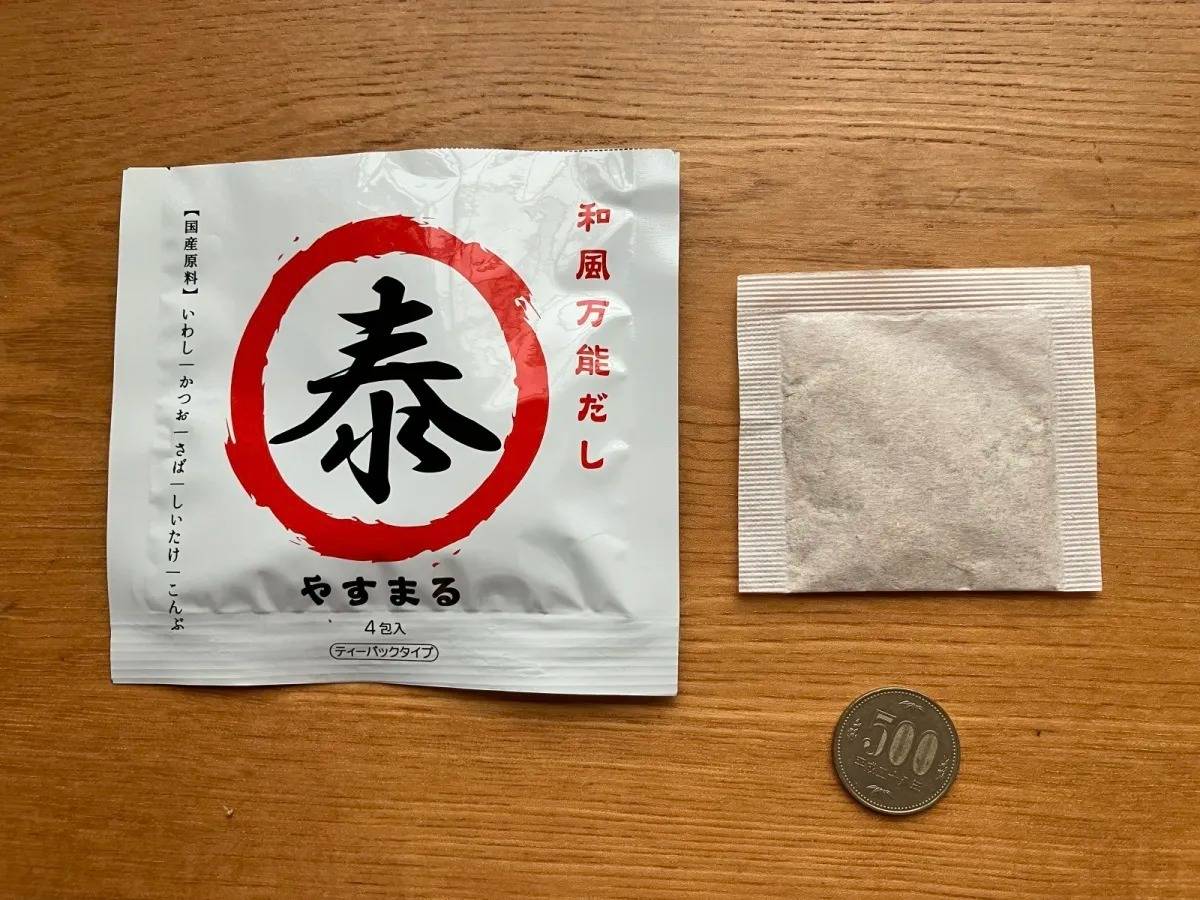 和風万能だし
泰
【国産原料】いわし｜かつお｜さば｜しいたけ｜こんぶ
やすまる
4包入
ティーパックタイプ
500